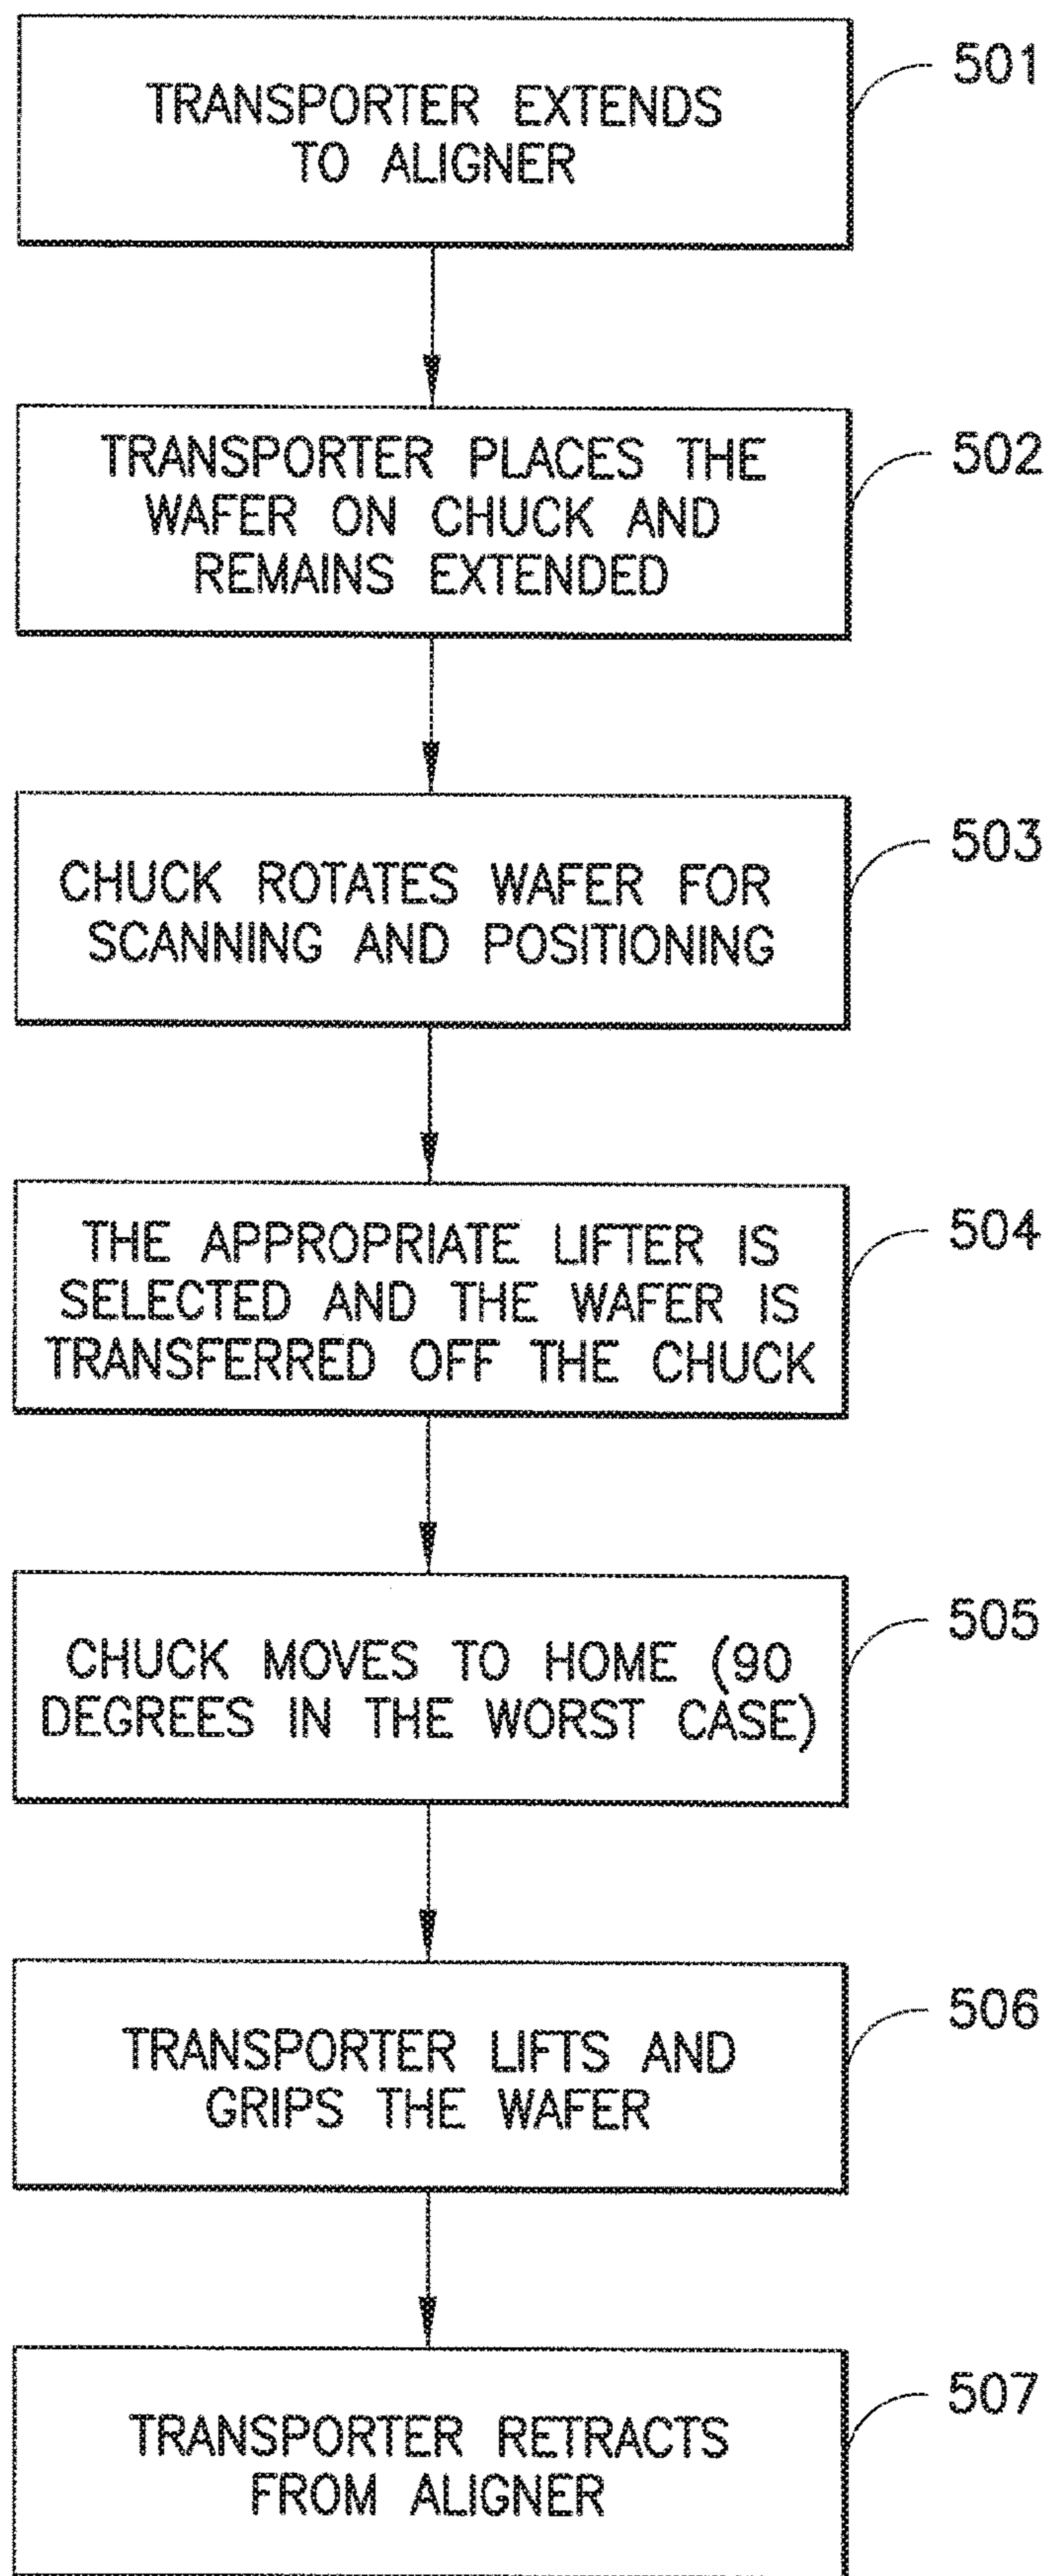 TRANSPORTER EXTENDS
TO ALIGNER
501
TRANSPORTER PLACES THE
WAFER ON CHUCK AND
REMAINS EXTENDED
502
CHUCK ROTATES WAFER FOR
SCANNING AND POSITIONING
503
THE APPROPRIATE LIFTER IS
SELECTED AND THE WAFER IS
TRANSFERRED OFF THE CHUCK
504
CHUCK MOVES TO HOME (90
DEGREES IN THE WORST CASE)
505
TRANSPORTER LIFTS AND
GRIPS THE WAFER
506
TRANSPORTER RETRACTS
FROM ALIGNER
507